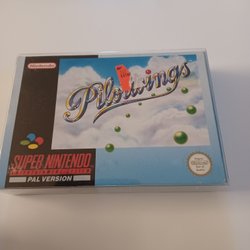 Nintendo
Pilotwings
SUPER NINTENDO
ENTERTAINMENT SYSTEM
PAL VERSION